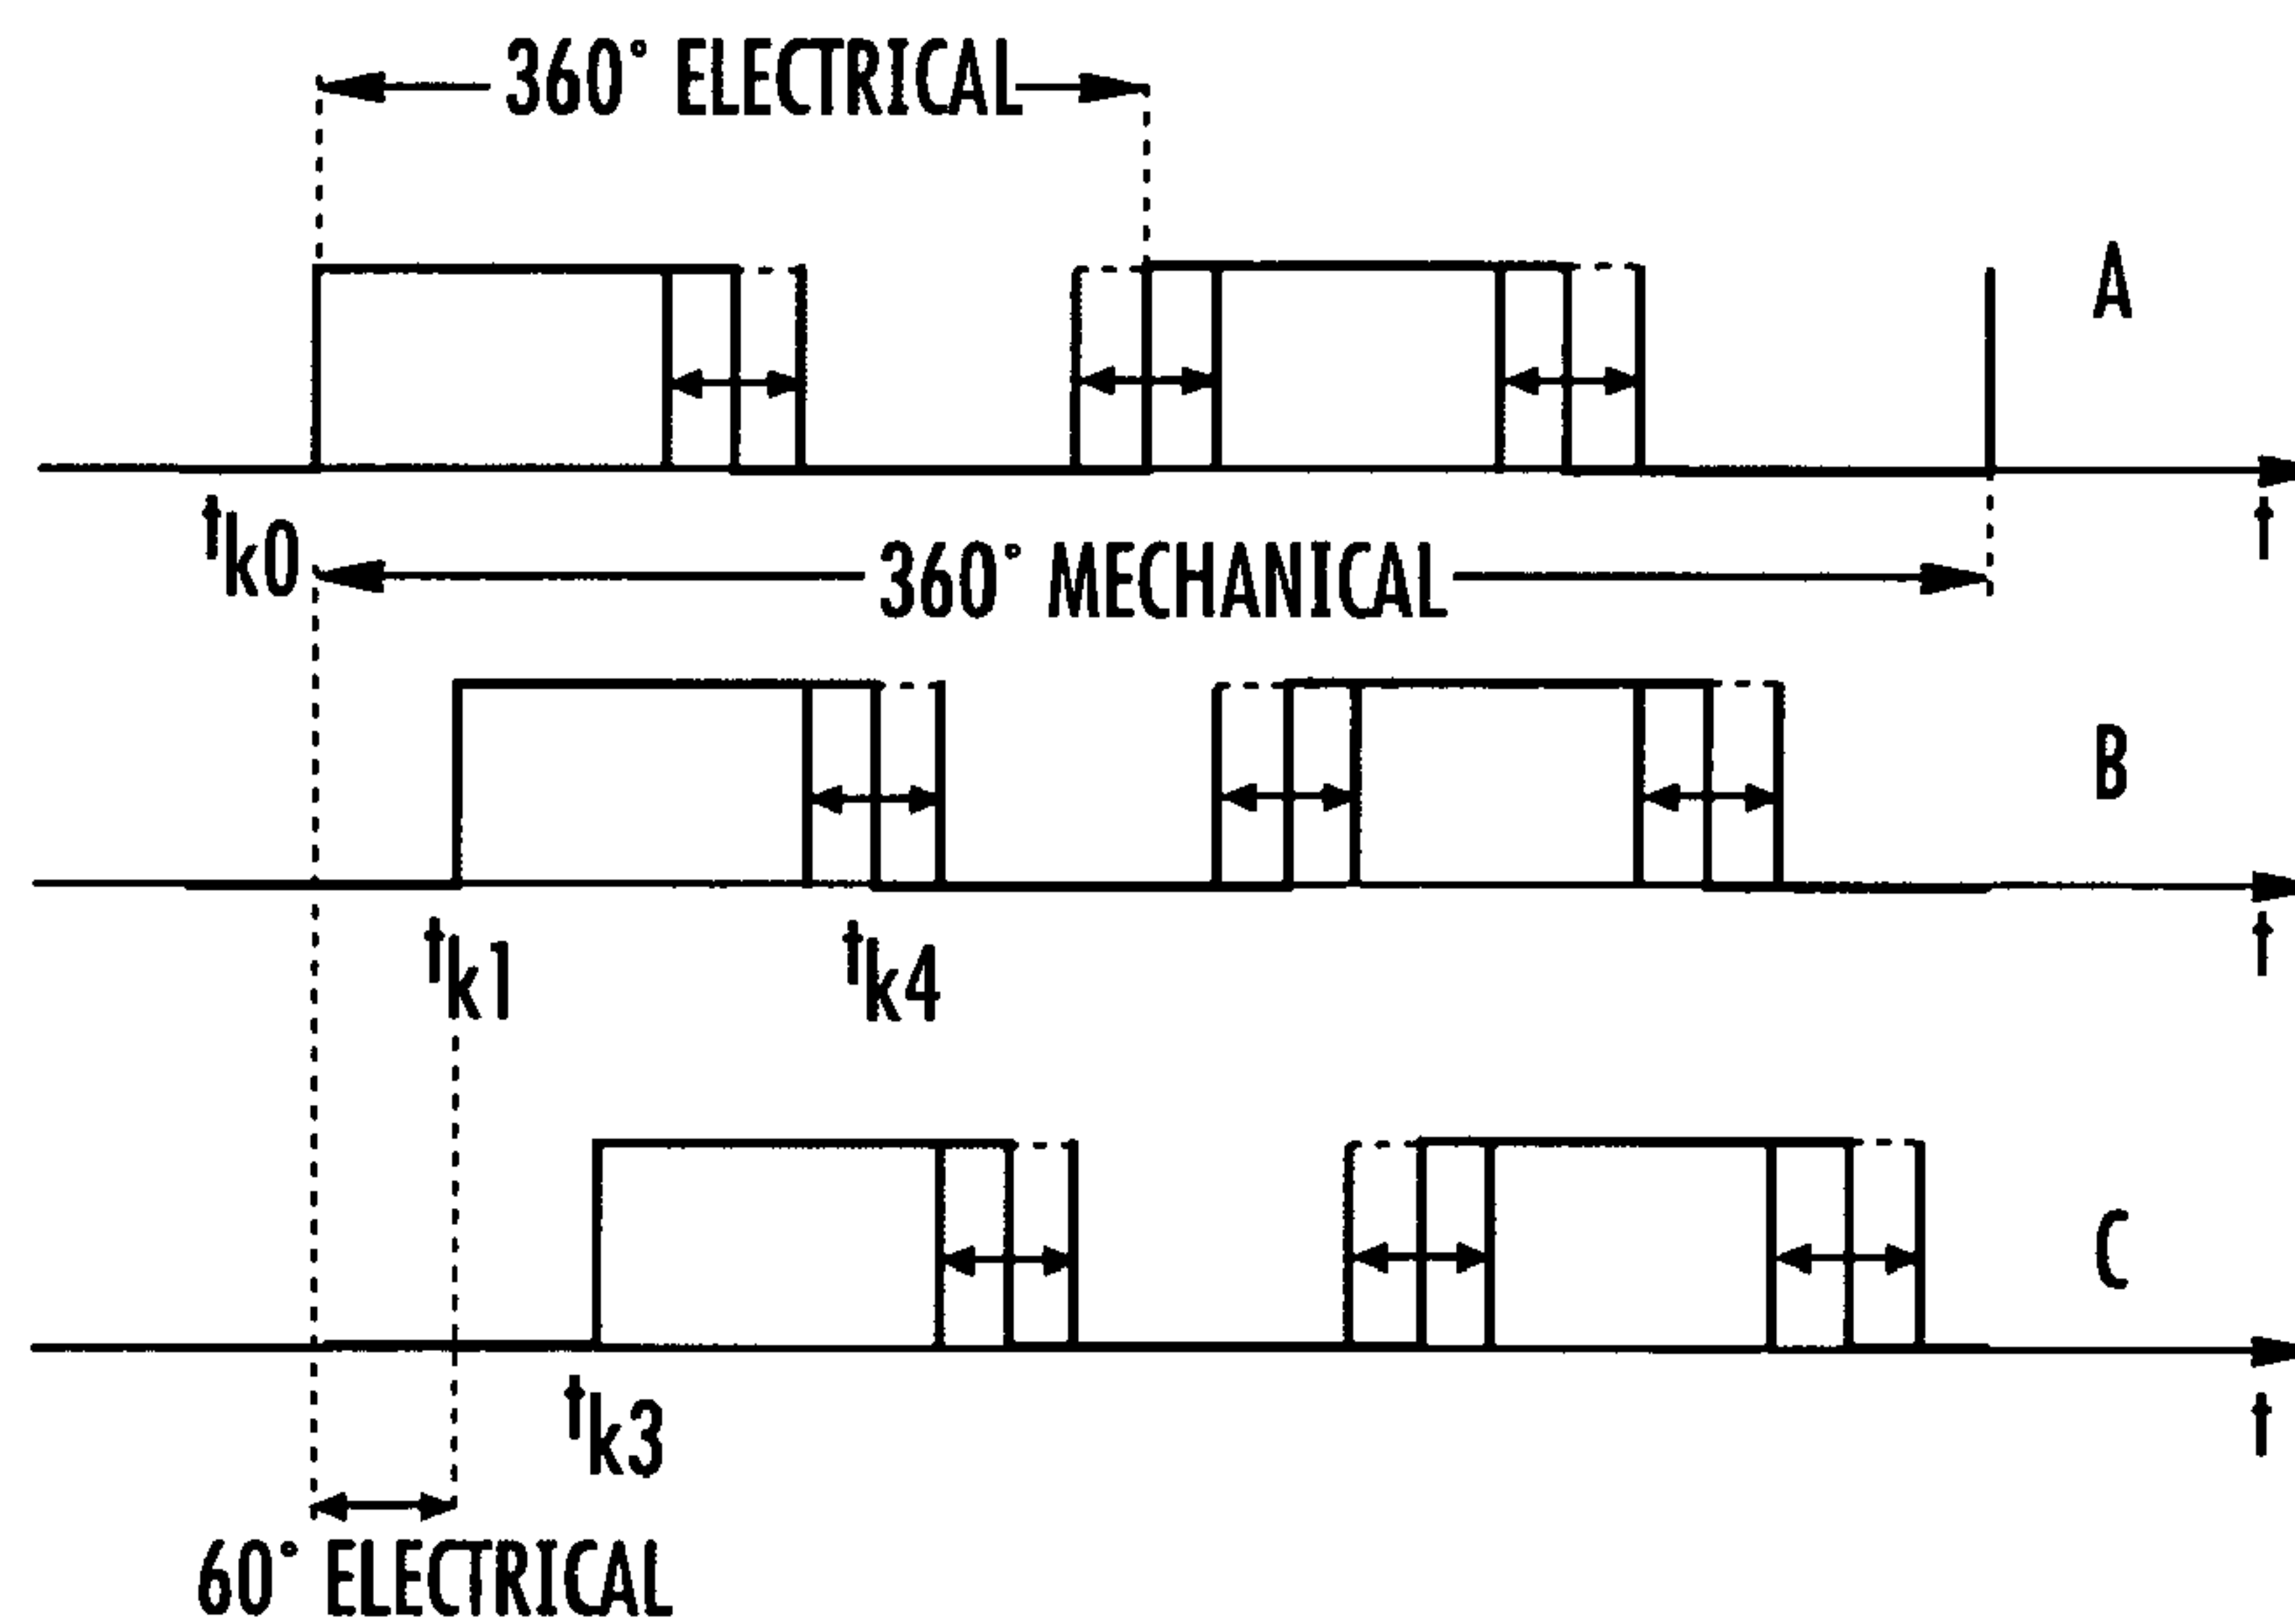 360° ELECTRICAL
A
tk0
t
360° MECHANICAL
B
tk1
tk4
t
C
tk3
t
60° ELECTRICAL